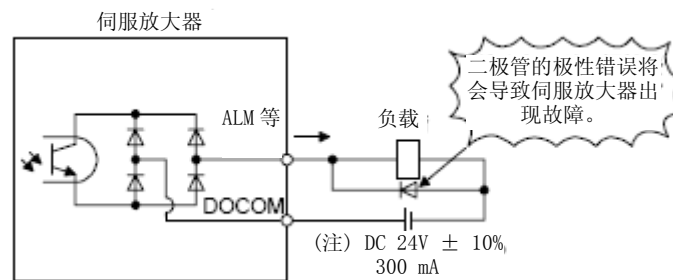 伺服放大器
ALM 等
负载
二极管的极性错误将
会导致伺服放大器出
现故障。
DOCOM
(注) DC 24V ± 10%
300 mA